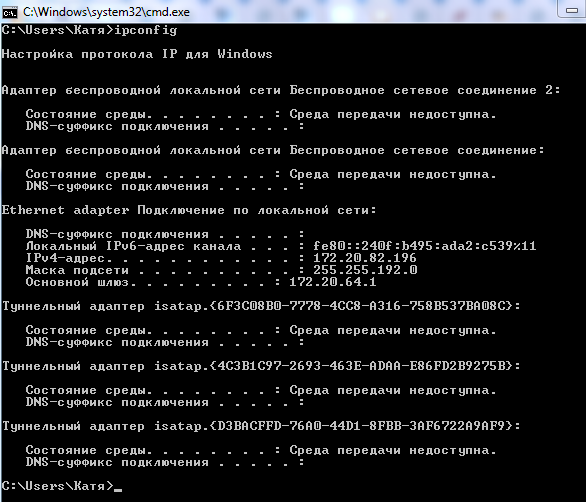 C:\Windows\system32\cmd.exe
C:\Users\Катя>ipconfig
Настройка протокола IP для Windows
Адаптер беспроводной локальной сети Беспроводное сетевое соединение 2:
Состояние среды. . . . . . . . : Среда передачи недоступна.
DNS-суффикс подключения . . . . . :
Адаптер беспроводной локальной сети Беспроводное сетевое соединение:
Состояние среды. . . . . . . . : Среда передачи недоступна.
DNS-суффикс подключения . . . . . :
Ethernet adapter Подключение по локальной сети:
DNS-суффикс подключения . . . . . :
Локальный IPv6-адрес канала . . . : fe80::240f:b495:ada2:c539%11
IPv4-адрес. . . . . . . . . . . . : 172.20.82.196
Маска подсети . . . . . . . . . . : 255.255.192.0
Основной шлюз. . . . . . . . . : 172.20.64.1
Туннельный адаптер isatap.{6F3C08B0-7778-4CC8-A316-758B537BA08C}:
Состояние среды. . . . . . . . : Среда передачи недоступна.
DNS-суффикс подключения . . . . . :
Туннельный адаптер isatap.{4C3B1C97-2693-463E-ADAA-E86FD2B9275B}:
Состояние среды. . . . . . . . : Среда передачи недоступна.
DNS-суффикс подключения . . . . . :
Туннельный адаптер isatap.{D3BACFFD-76A0-44D1-8FBB-3AF6722A9AF9}:
Состояние среды. . . . . . . . : Среда передачи недоступна.
DNS-суффикс подключения . . . . . :
C:\Users\Катя>_